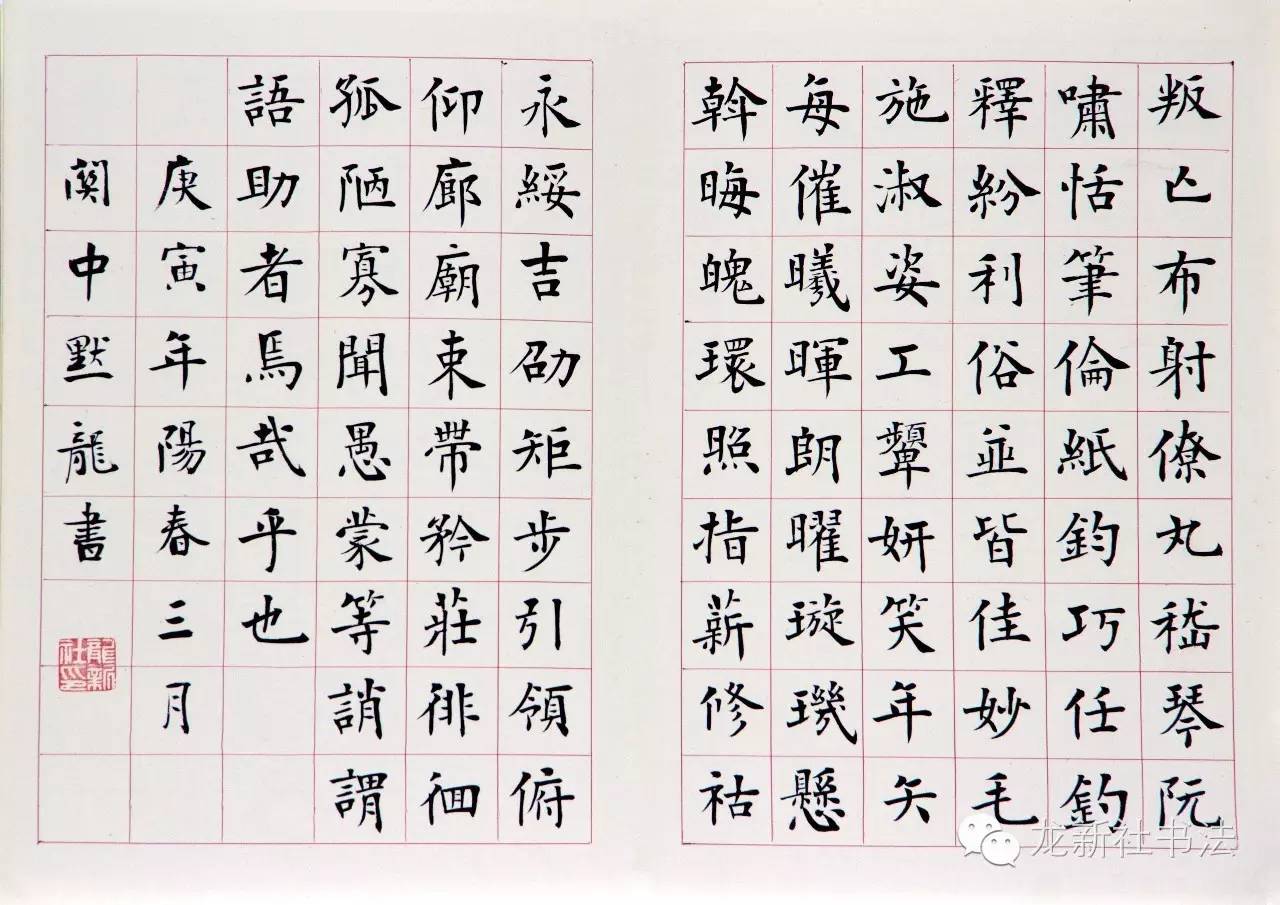 叛亡布射僚丸嵇琴阮
嘯恬筆倫紙鈞巧任釣
釋紛利俗並皆佳妙毛
施淑姿工顰妍笑年矢
每催曦暉朗曜璇璣懸
斡晦魄環照指薪修祜
永綏吉劭矩步引領俯
仰廊廟束帶矜莊徘徊
孤陋寡聞愚蒙等誚謂
語助者焉哉乎也
庚寅年陽春三月
關中默龍書
龍新社印
龙新社书法